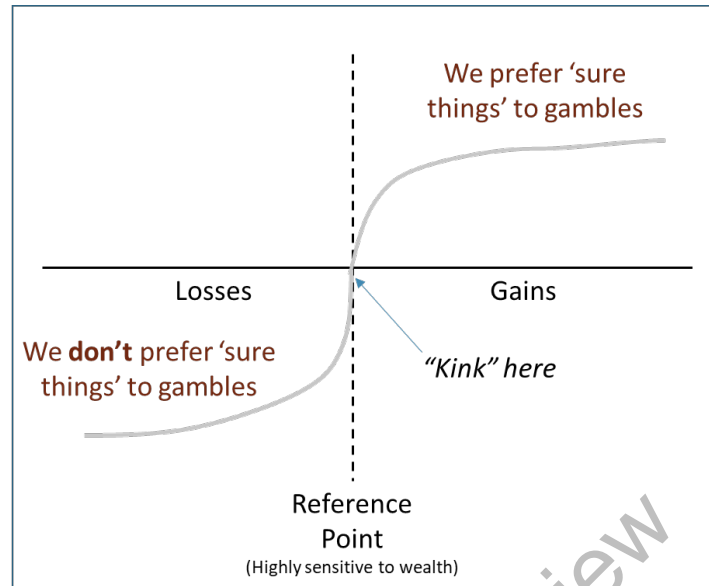 We prefer ‘sure
things’ to gambles
Losses
Gains
We don’t prefer ‘sure
things’ to gambles
“Kink” here
Reference
Point
(Highly sensitive to wealth)
iew